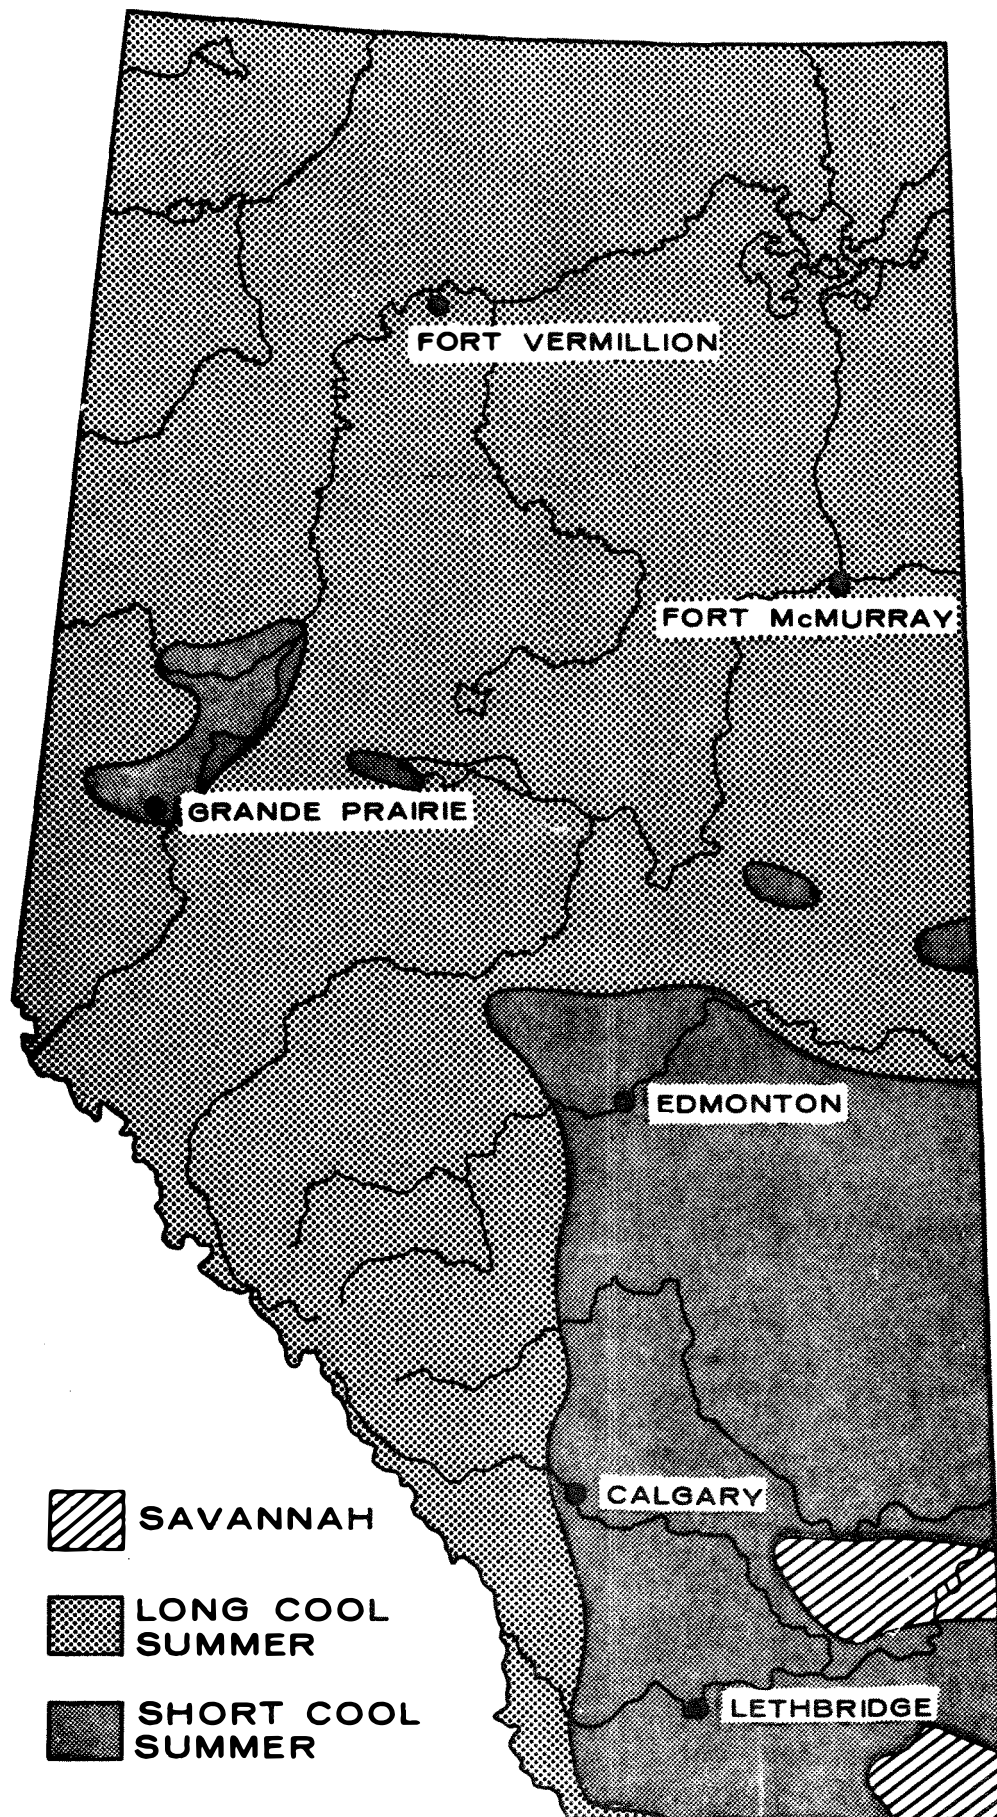 FORT VERMILLION
FORT McMURRAY
GRANDE PRAIRIE
EDMONTON
CALGARY
SAVANNAH
LONG COOL
SUMMER
LETHBRIDGE
SHORT COOL
SUMMER